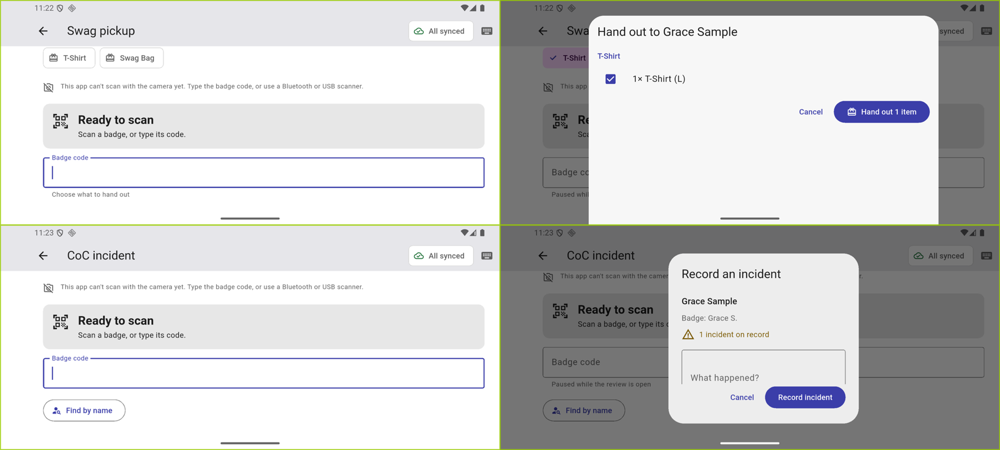 11:22
Swag pickup
All synced
T-Shirt
Swag Bag
This app can't scan with the camera yet. Type the badge code, or use a Bluetooth or USB scanner.
Ready to scan
Scan a badge, or type its code.
Badge code
Choose what to hand out
11:22
Swa
synced
T-Shirt
This
Re
Sca
Badge co
Paused whil
Hand out to Grace Sample
T-Shirt
1× T-Shirt (L)
Cancel
Hand out 1 item
11:23
CoC incident
All synced
This app can't scan with the camera yet. Type the badge code, or use a Bluetooth or USB scanner.
Ready to scan
Scan a badge, or type its code.
Badge code
Find by name
11:23
CoC incident
All synced
This app can't scan with the camera
Ready to scan
Scan a badge, or type its c
Badge code
Paused while the review is open
Find by name
Record an incident
Grace Sample
Badge: Grace S.
1 incident on record
What happened?
Cancel
Record incident